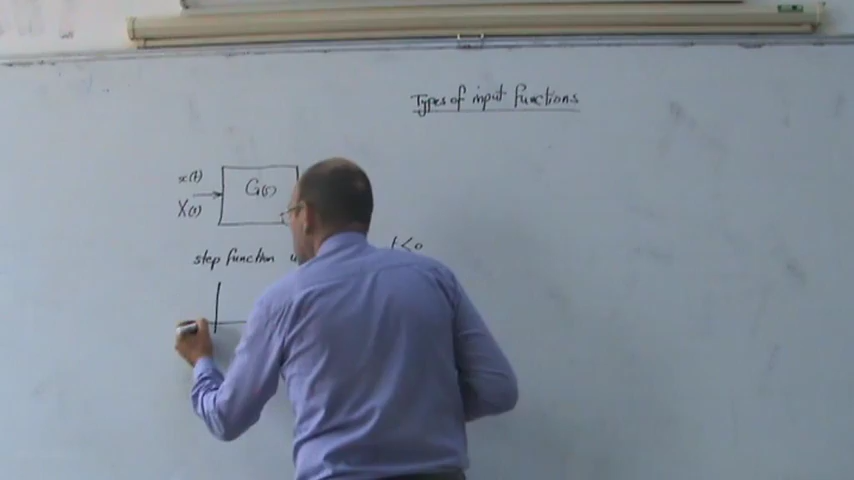 Types of input functions
x(t)
G(s)
X(s)
step function u
t<0